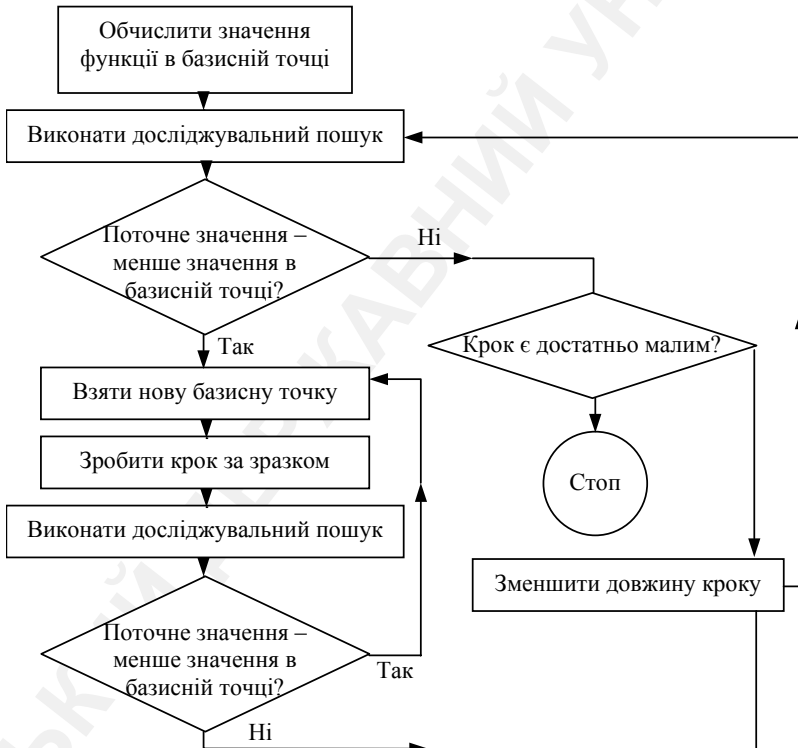 Обчислити значення
функції в базисній точці
Виконати досліджувальний пошук
Поточне значення –
менше значення в
базисній точці?
Ні
Так
Крок є достатньо малим?
Взяти нову базисну точку
Зробити крок за зразком
Стоп
Виконати досліджувальний пошук
Зменшити довжину кроку
Поточне значення –
менше значення в
базисній точці?
Так
Ні